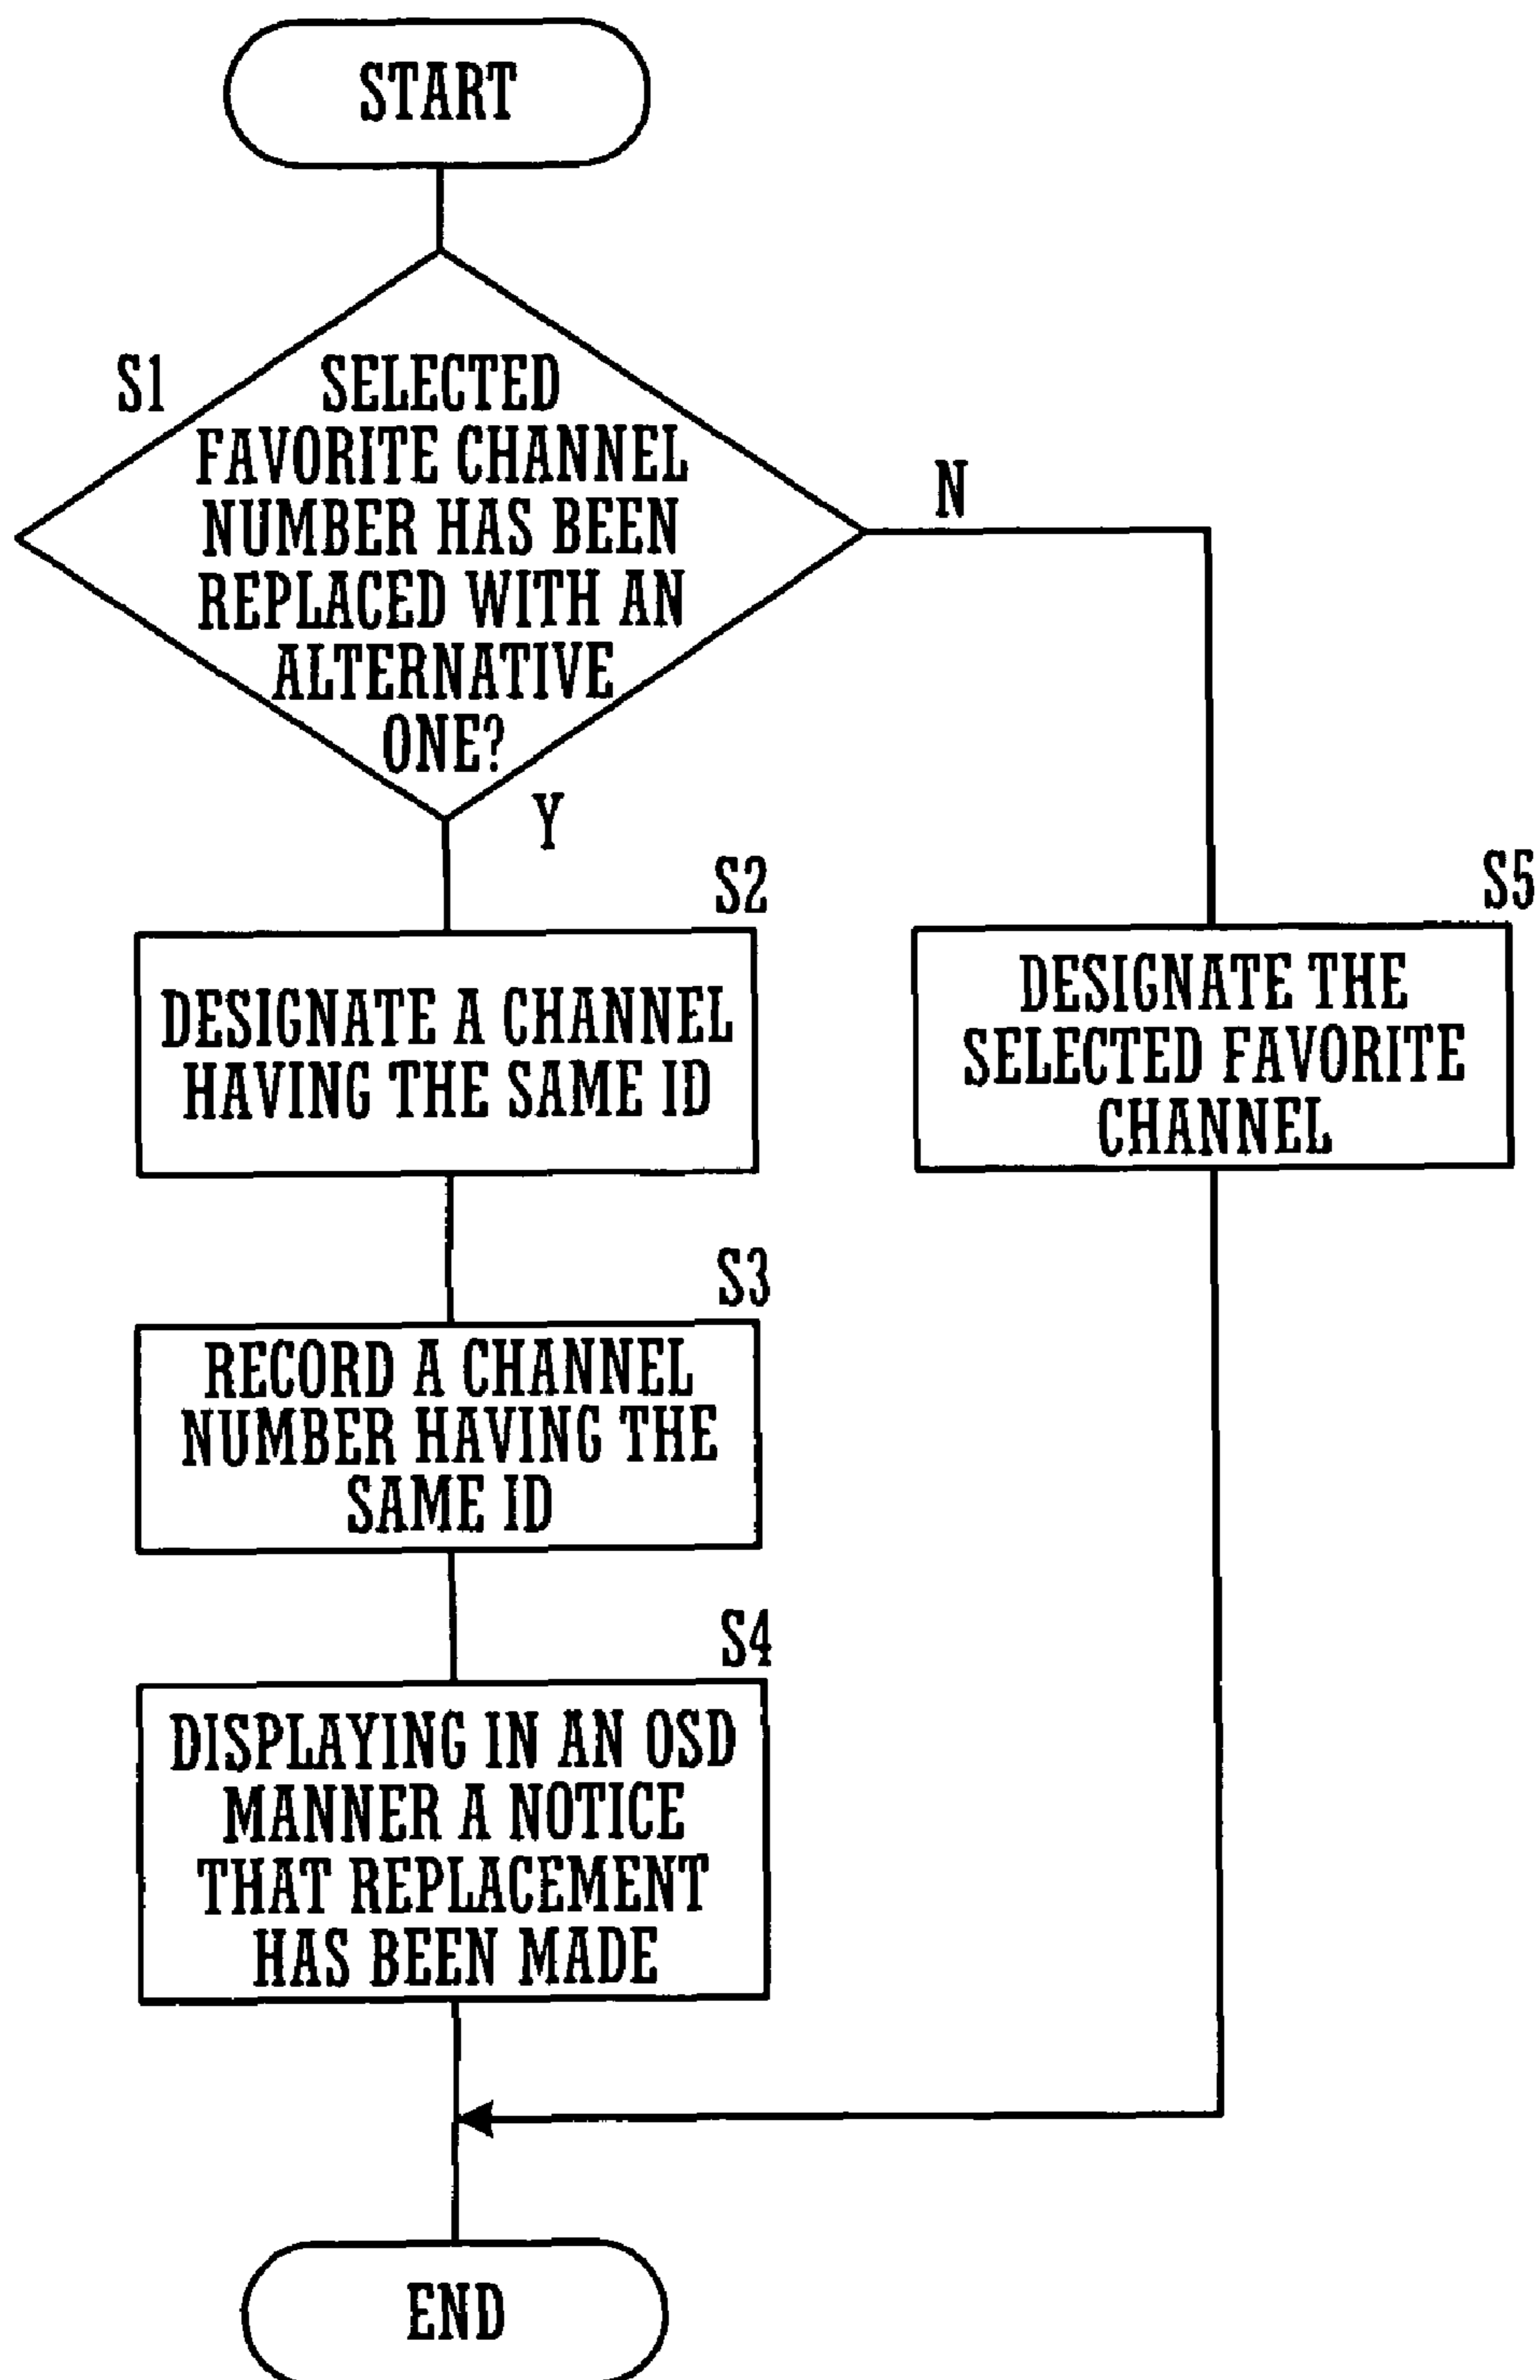 START
S1
SELECTED
FAVORITE CHANNEL
NUMBER HAS BEEN
REPLACED WITH AN
ALTERNATIVE
ONE?
N
Y
S2
DESIGNATE A CHANNEL
HAVING THE SAME ID
S5
DESIGNATE THE
SELECTED FAVORITE
CHANNEL
S3
RECORD A CHANNEL
NUMBER HAVING THE
SAME ID
S4
DISPLAYING IN AN OSD
MANNER A NOTICE
THAT REPLACEMENT
HAS BEEN MADE
END